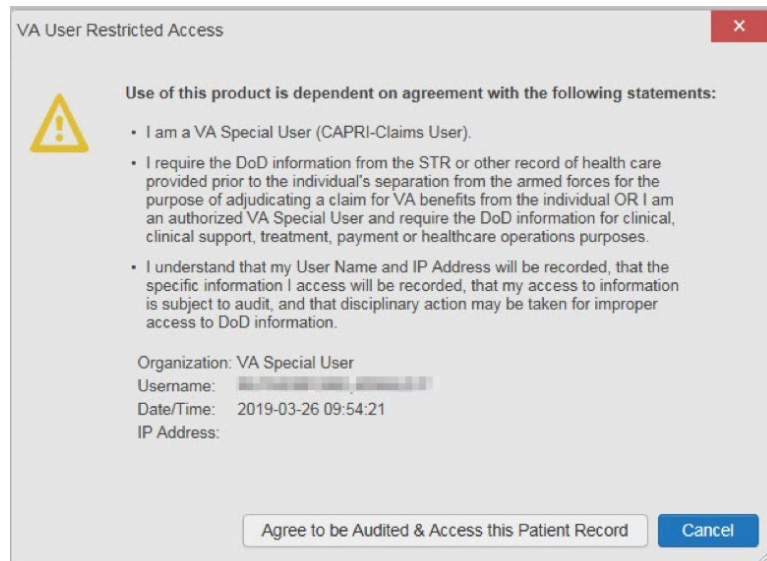 VA User Restricted Access
Use of this product is dependent on agreement with the following statements:
• I am a VA Special User (CAPRI-Claims User).
• I require the DoD information from the STR or other record of health care
provided prior to the individual's separation from the armed forces for the
purpose of adjudicating a claim for VA benefits from the individual OR I am
an authorized VA Special User and require the DoD information for clinical,
clinical support, treatment, payment or healthcare operations purposes.
• I understand that my User Name and IP Address will be recorded, that the
specific information I access will be recorded, that my access to information
is subject to audit, and that disciplinary action may be taken for improper
access to DoD information.
Organization: VA Special User
Username:
Date/Time: 2019-03-26 09:54:21
IP Address:
Agree to be Audited & Access this Patient Record
Cancel